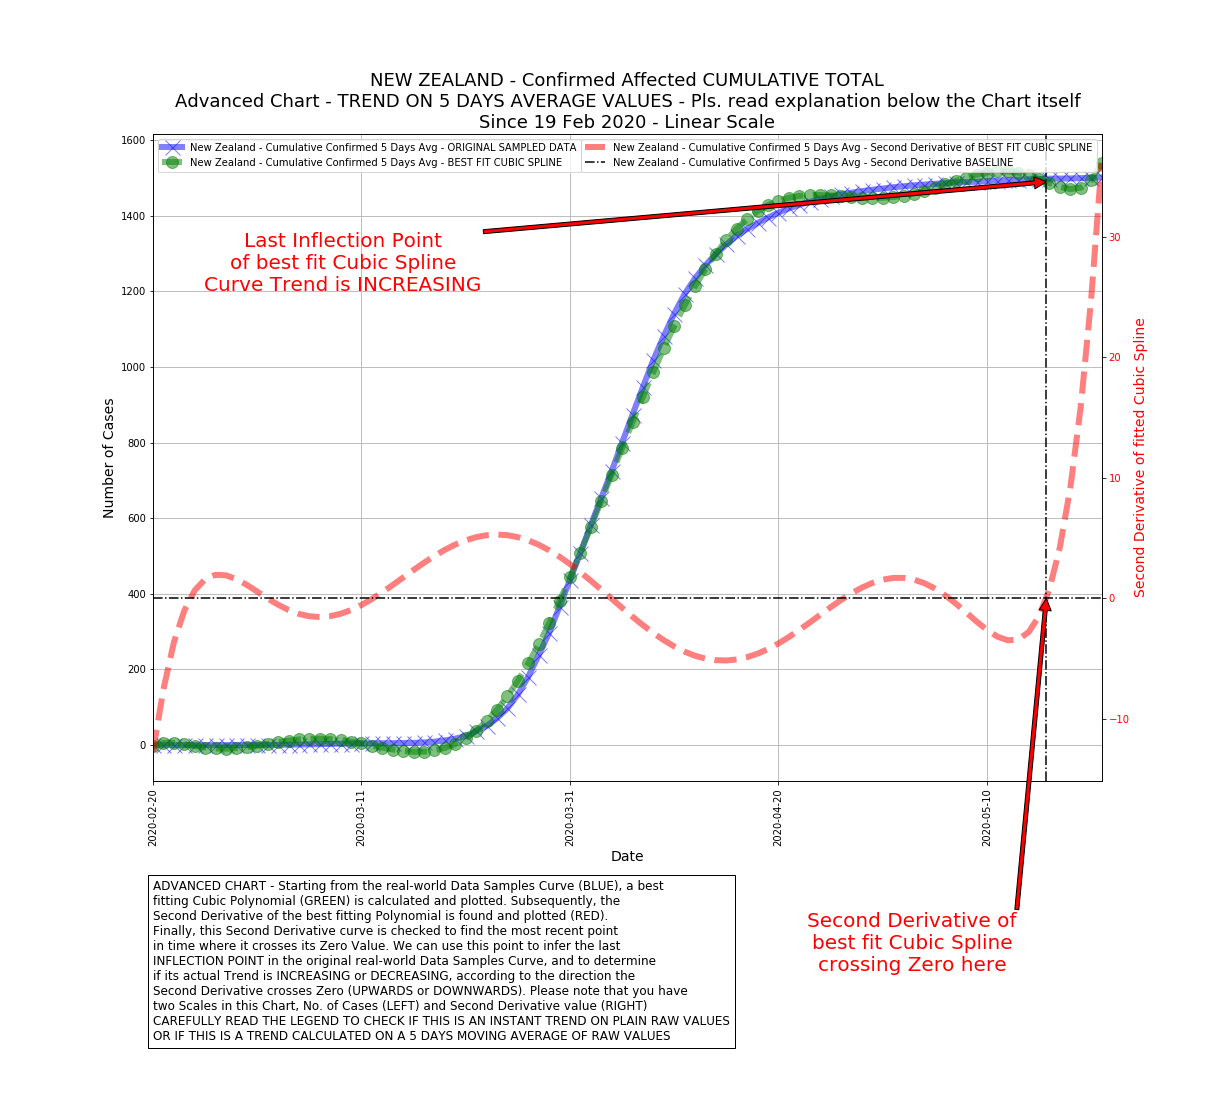 NEW ZEALAND - Confirmed Affected CUMULATIVE TOTAL
Advanced Chart - TREND ON 5 DAYS AVERAGE VALUES - Pls. read explanation below the Chart itself
Since 19 Feb 2020 - Linear Scale
New Zealand - Cumulative Confirmed 5 Days Avg - ORIGINAL SAMPLED DATA
New Zealand - Cumulative Confirmed 5 Days Avg - BEST FIT CUBIC SPLINE
New Zealand - Cumulative Confirmed 5 Days Avg - Second Derivative of BEST FIT CUBIC SPLINE
New Zealand - Cumulative Confirmed 5 Days Avg - Second Derivative BASELINE
Last Inflection Point
of best fit Cubic Spline
Curve Trend is INCREASING
Number of Cases
1600
1400
1200
1000
800
600
400
200
0
Second Derivative of fitted Cubic Spline
30
20
10
0
−10
2020-02-20
2020-03-11
2020-03-31
2020-04-20
2020-05-10
Date
ADVANCED CHART - Starting from the real-world Data Samples Curve (BLUE), a best
fitting Cubic Polynomial (GREEN) is calculated and plotted. Subsequently, the
Second Derivative of the best fitting Polynomial is found and plotted (RED).
Finally, this Second Derivative curve is checked to find the most recent point
in time where it crosses its Zero Value. We can use this point to infer the last
INFLECTION POINT in the original real-world Data Samples Curve, and to determine
if its actual Trend is INCREASING or DECREASING, according to the direction the
Second Derivative crosses Zero (UPWARDS or DOWNWARDS). Please note that you have
two Scales in this Chart, No. of Cases (LEFT) and Second Derivative value (RIGHT)
CAREFULLY READ THE LEGEND TO CHECK IF THIS IS AN INSTANT TREND ON PLAIN RAW VALUES
OR IF THIS IS A TREND CALCULATED ON A 5 DAYS MOVING AVERAGE OF RAW VALUES
Second Derivative of
best fit Cubic Spline
crossing Zero here